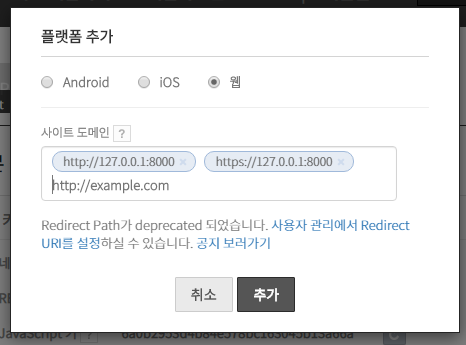 플랫폼 추가
Android iOS 웹
사이트 도메인 ?
http://127.0.0.1:8000 × https://127.0.0.1:8000 ×
http://example.com
Redirect Path가 deprecated 되었습니다. 사용자 관리에서 Redirect
URI를 설정하실 수 있습니다. 공지 보러가기
취소 추가